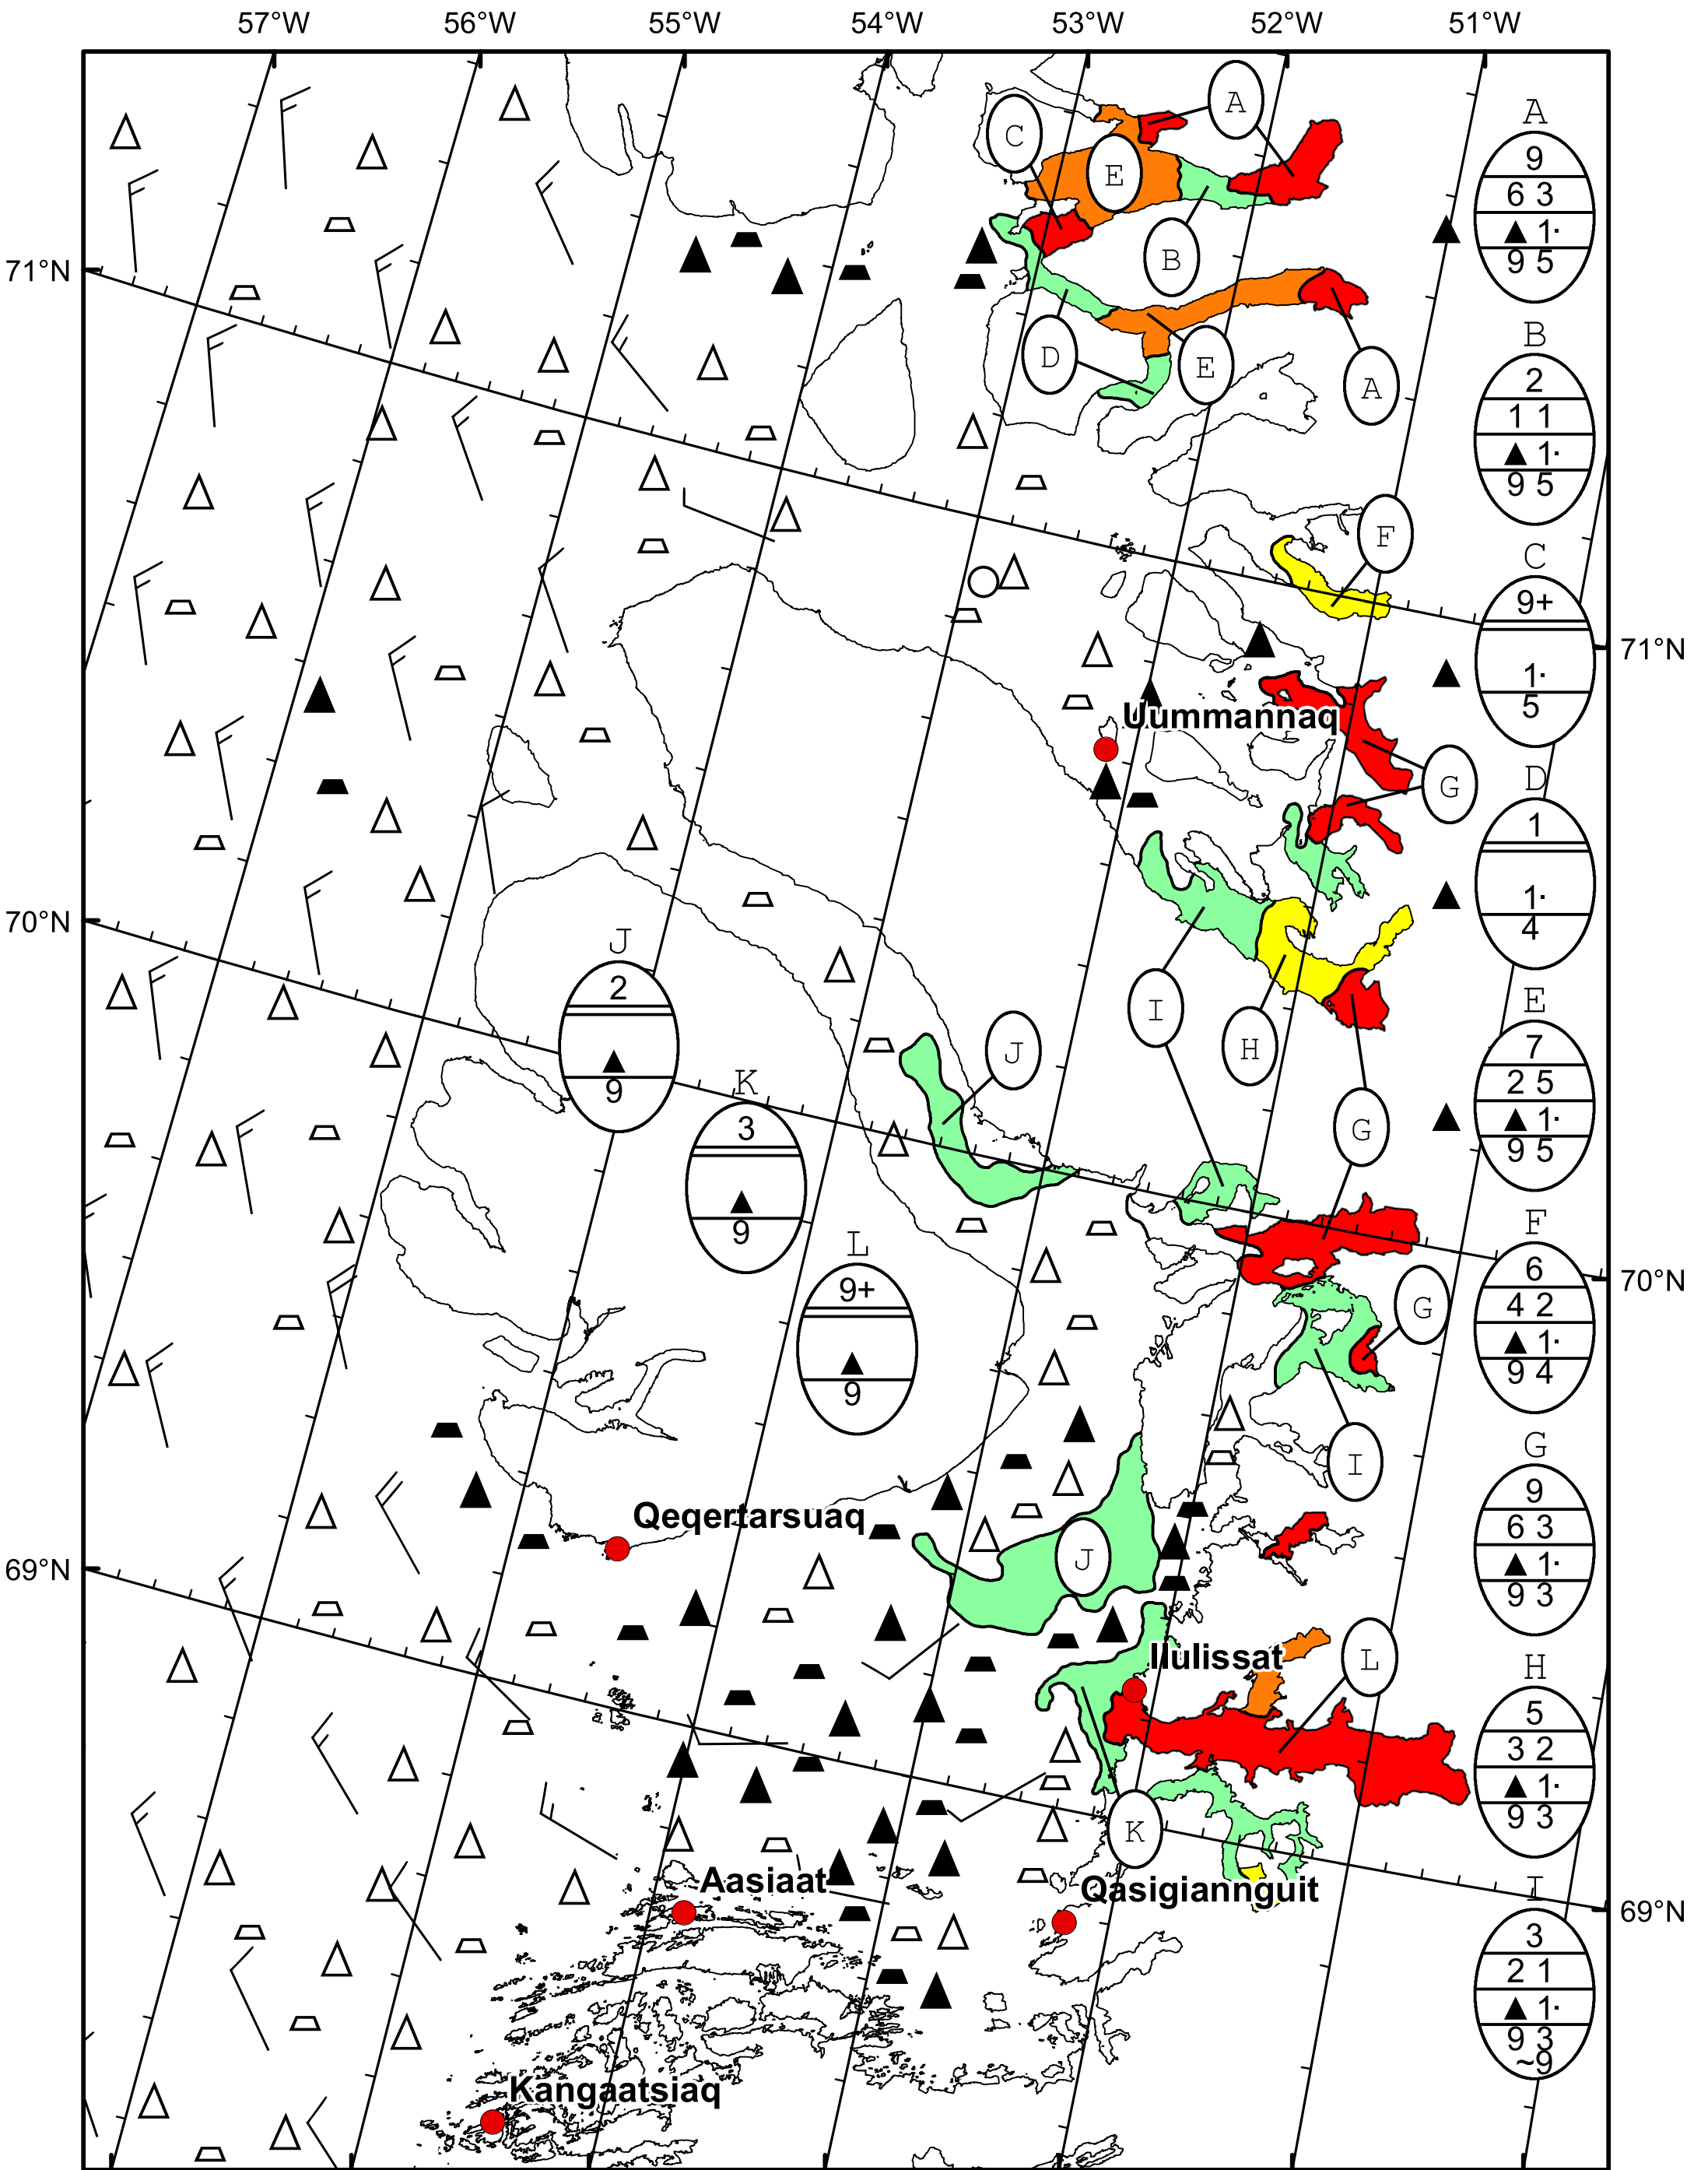 57°W 56°W 55°W 54°W 53°W 52°W 51°W
A
C
A
9
6 3
1·
9 5
E
B
71°N
D
E
A
B
2
1 1
1·
9 5
F
C
9+
1·
5
71°N
Uummannaq
G
D
1
1·
4
70°N
J
2
9
I
H
J
E
7
2 5
1·
9 5
K
3
9
G
L
9+
9
F
6
4 2
1·
9 4
70°N
G
I
G
9
6 3
1·
9 3
Qeqertarsuaq
J
69°N
Ilulissat
L
H
5
3 2
1·
9 3
K
Aasiaat
Qasigiannguit
I
3
2 1
1·
9 3
~9
69°N
Kangaatsiaq